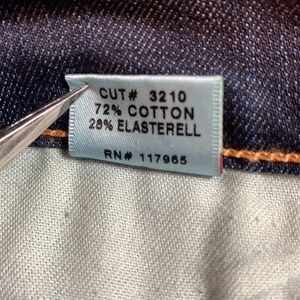 CUT# 3210
72% COTTON
28% ELASTERELL
RN# 117965